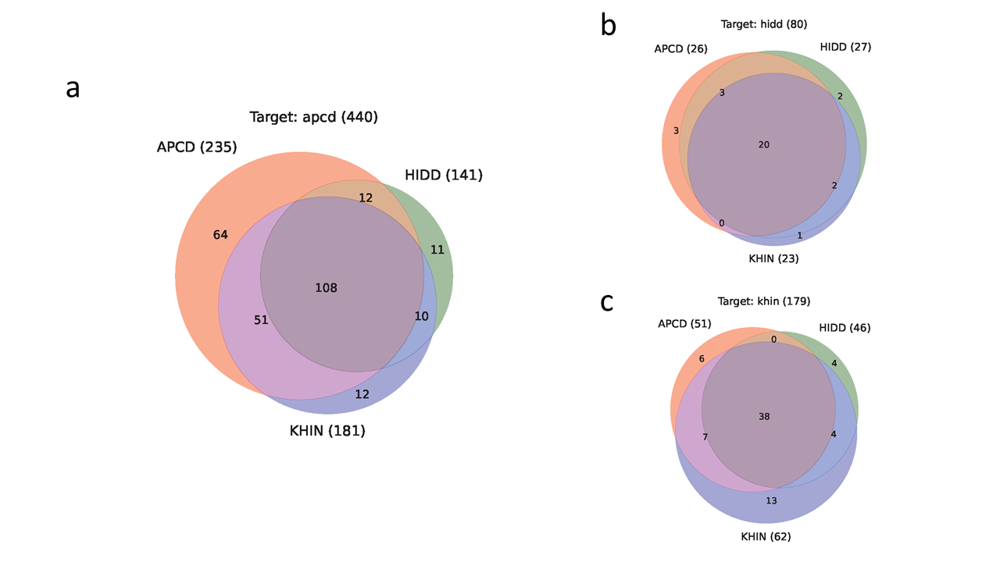 a
Target: apcd (440)
APCD (235)
HIDD (141)
12
11
64
108
51
10
12
KHIN (181)
b
Target: hidd (80)
APCD (26)
HIDD (27)
3
2
3
20
2
0
1
KHIN (23)
c
Target: khin (179)
APCD (51)
HIDD (46)
0
6
4
38
7
4
13
KHIN (62)